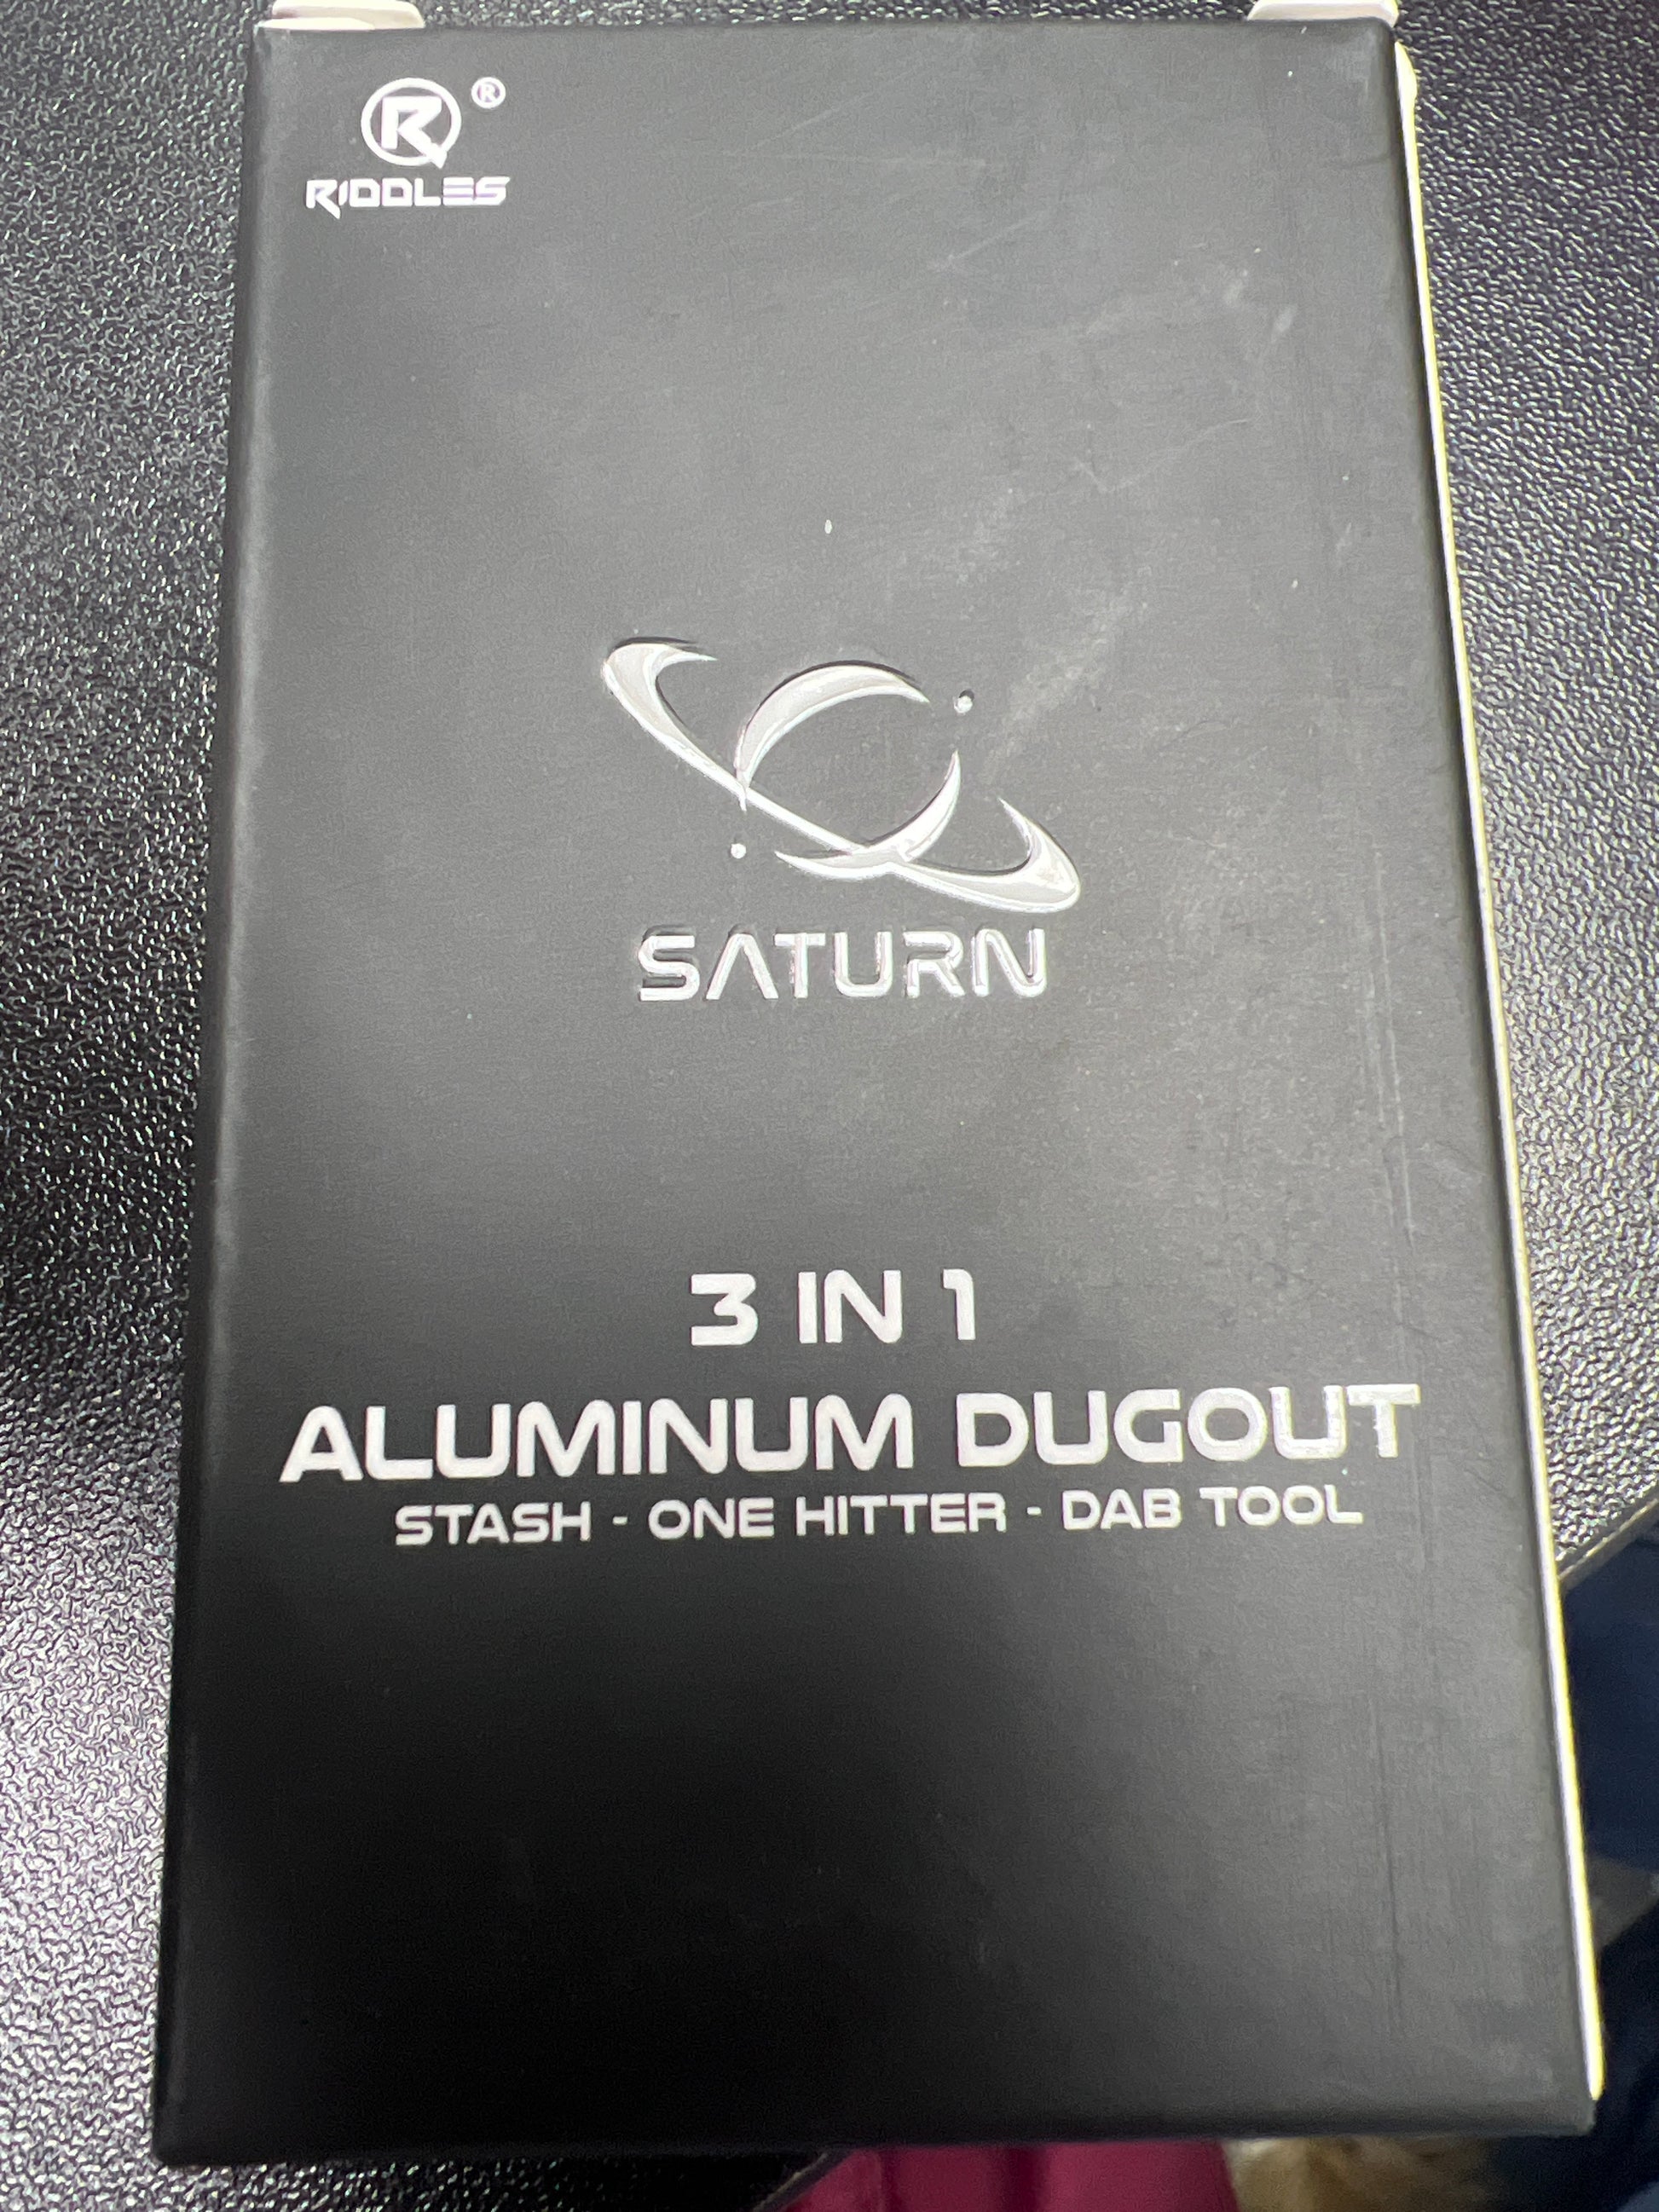 R ®
RIDDLES
SATURN
3 IN 1
ALUMINUM DUGOUT
STASH - ONE HITTER - DAB TOOL